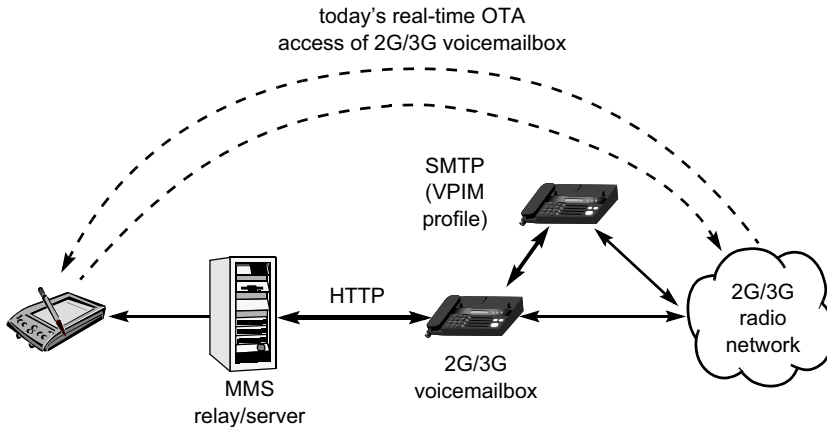 today's real-time OTA
access of 2G/3G voicemailbox
SMTP
(VPIM
profile)
HTTP
2G/3G
radio
network
2G/3G
voicemailbox
MMS
relay/server